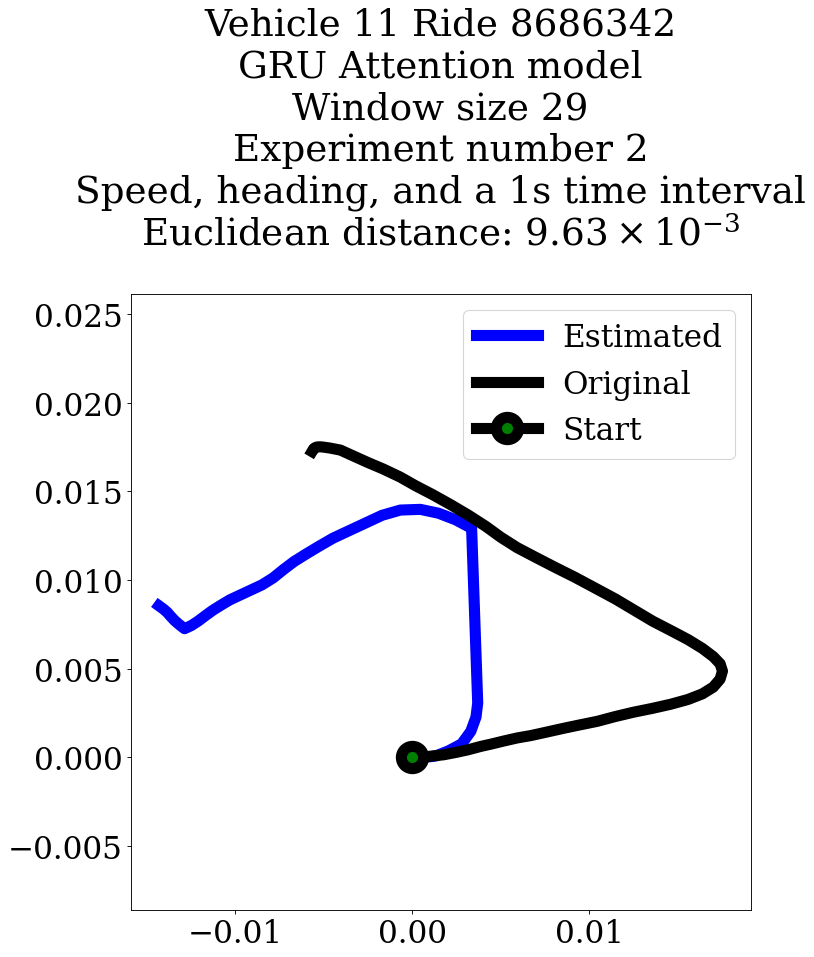 Vehicle 11 Ride 8686342
GRU Attention model
Window size 29
Experiment number 2
Speed, heading, and a 1s time interval
Euclidean distance: 9.63 × 10⁻³
0.025
0.020
0.015
0.010
0.005
0.000
−0.005
Estimated
Original
Start
−0.01
0.00
0.01